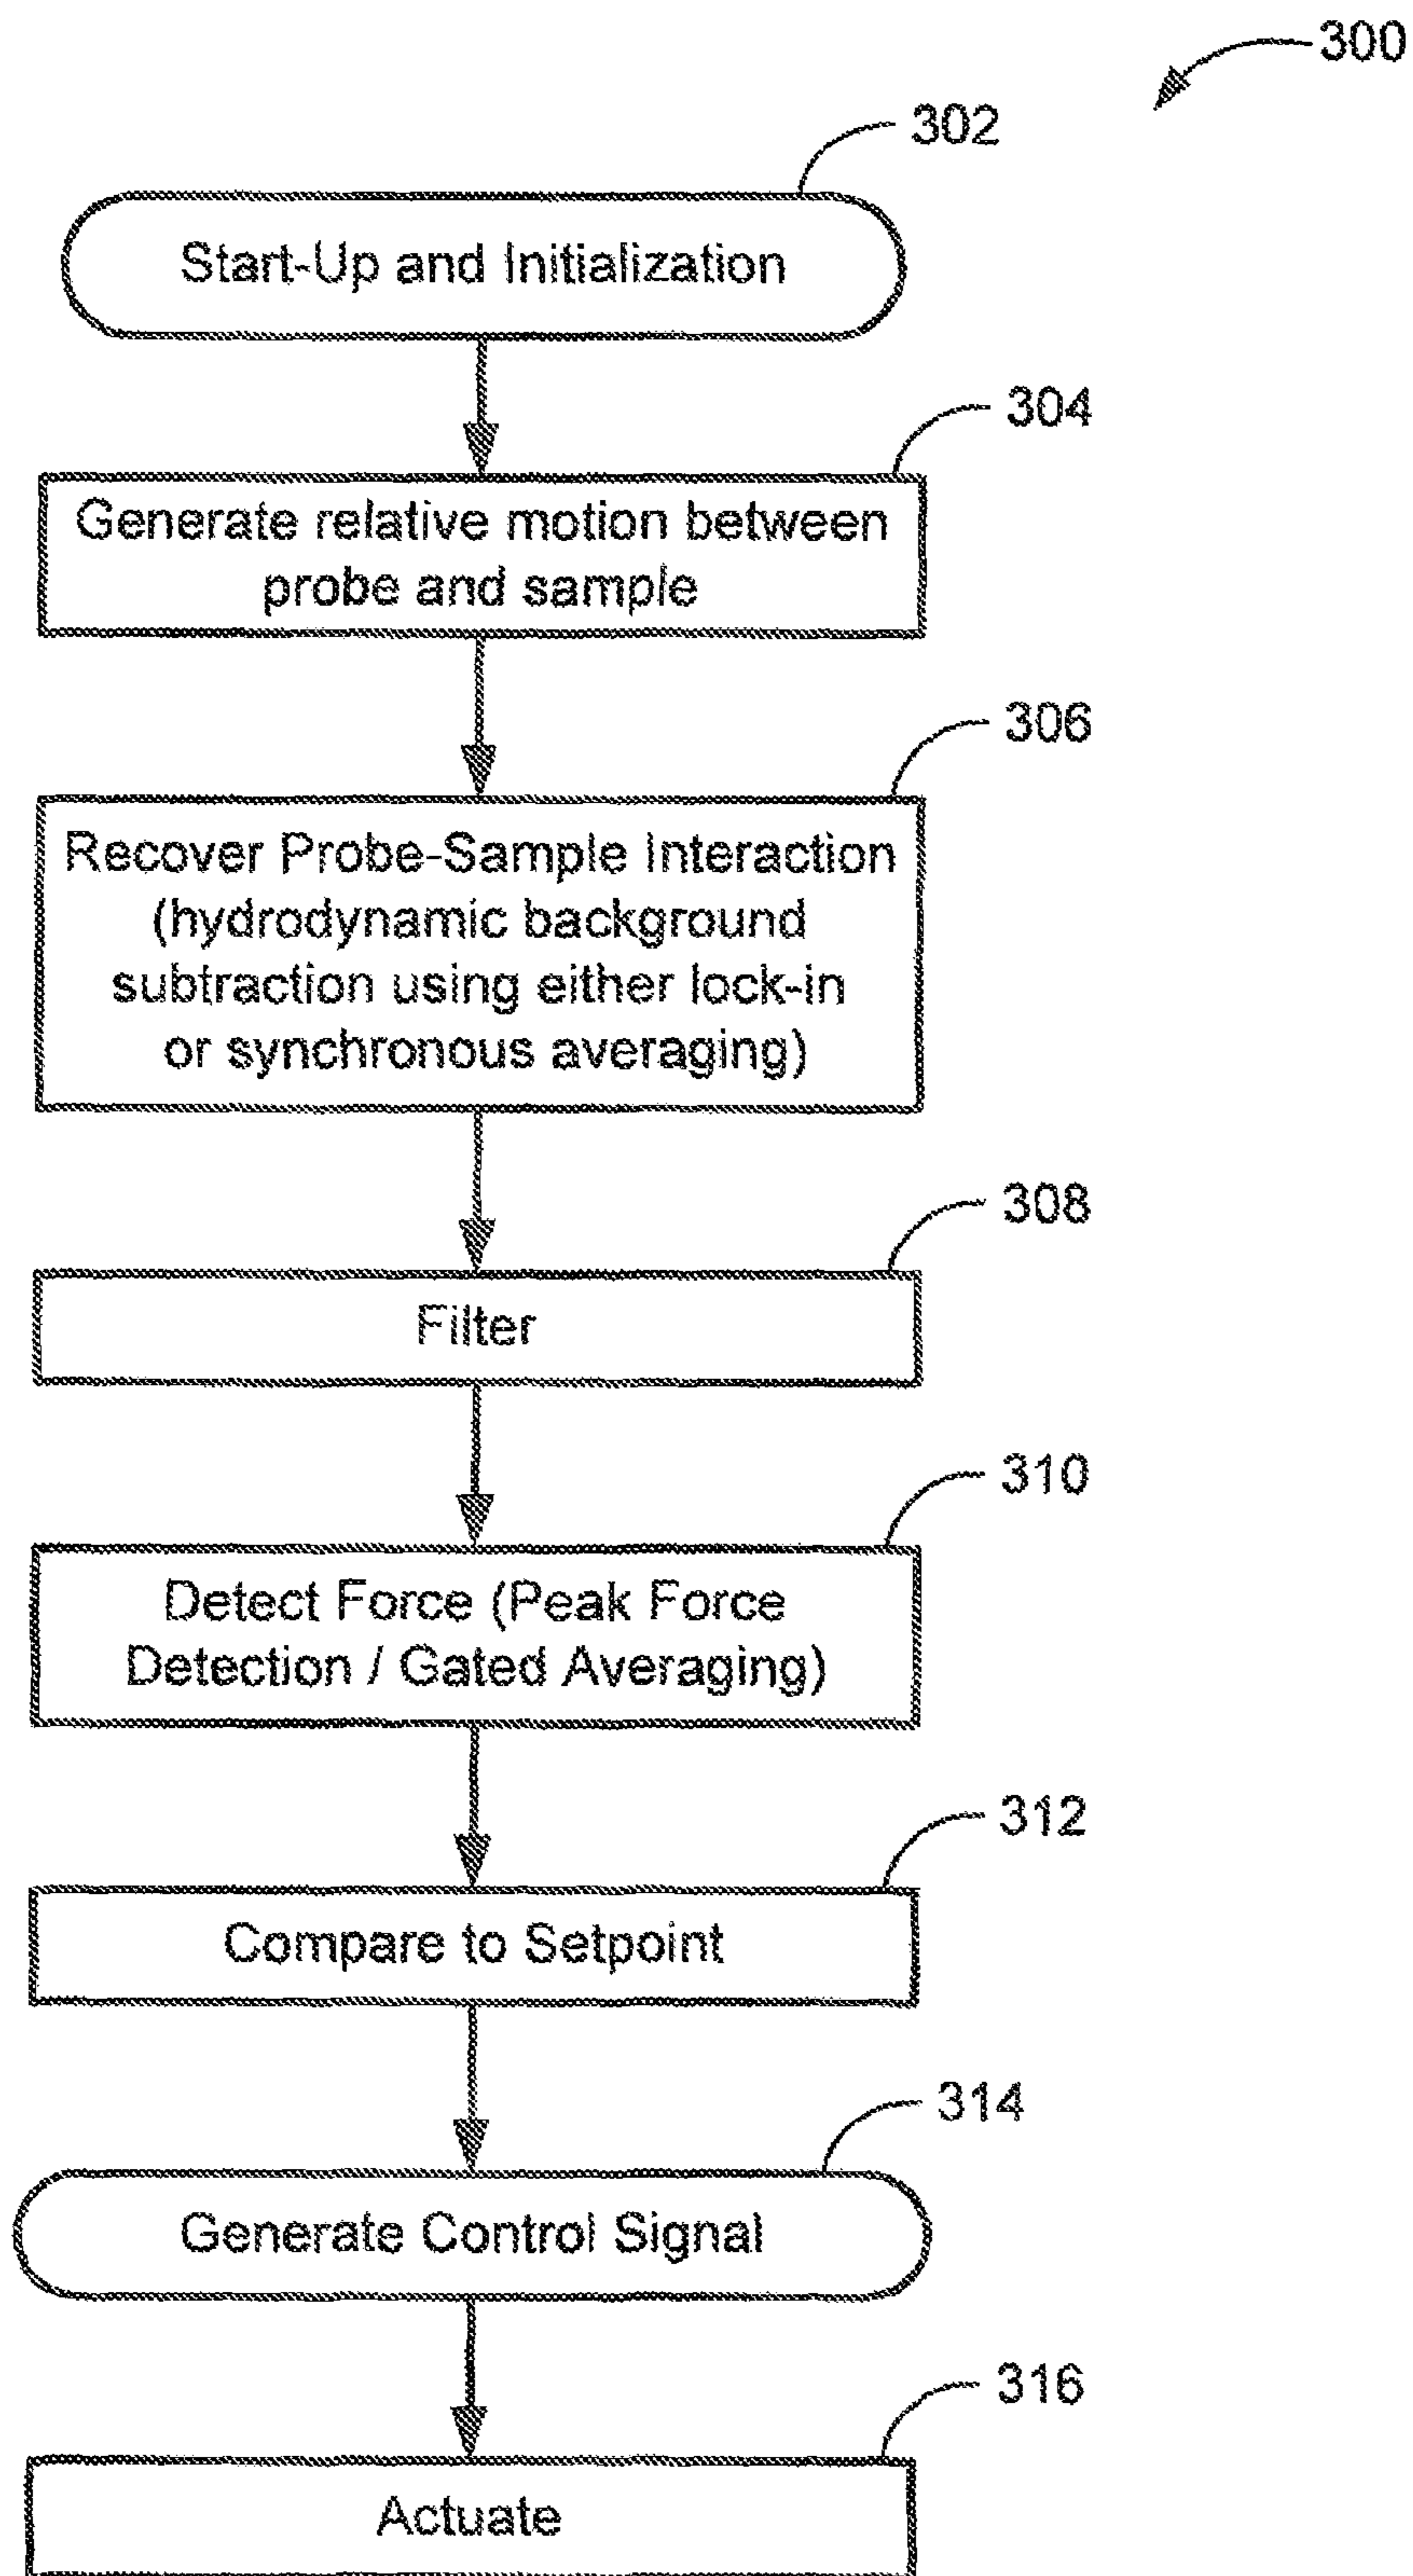 300
302
Start-Up and Initialization
304
Generate relative motion between
probe and sample
306
Recover Probe-Sample Interaction
(hydrodynamic background
subtraction using either lock-in
or synchronous averaging)
308
Filter
310
Detect Force (Peak Force
Detection / Gated Averaging)
312
Compare to Setpoint
314
Generate Control Signal
316
Actuate